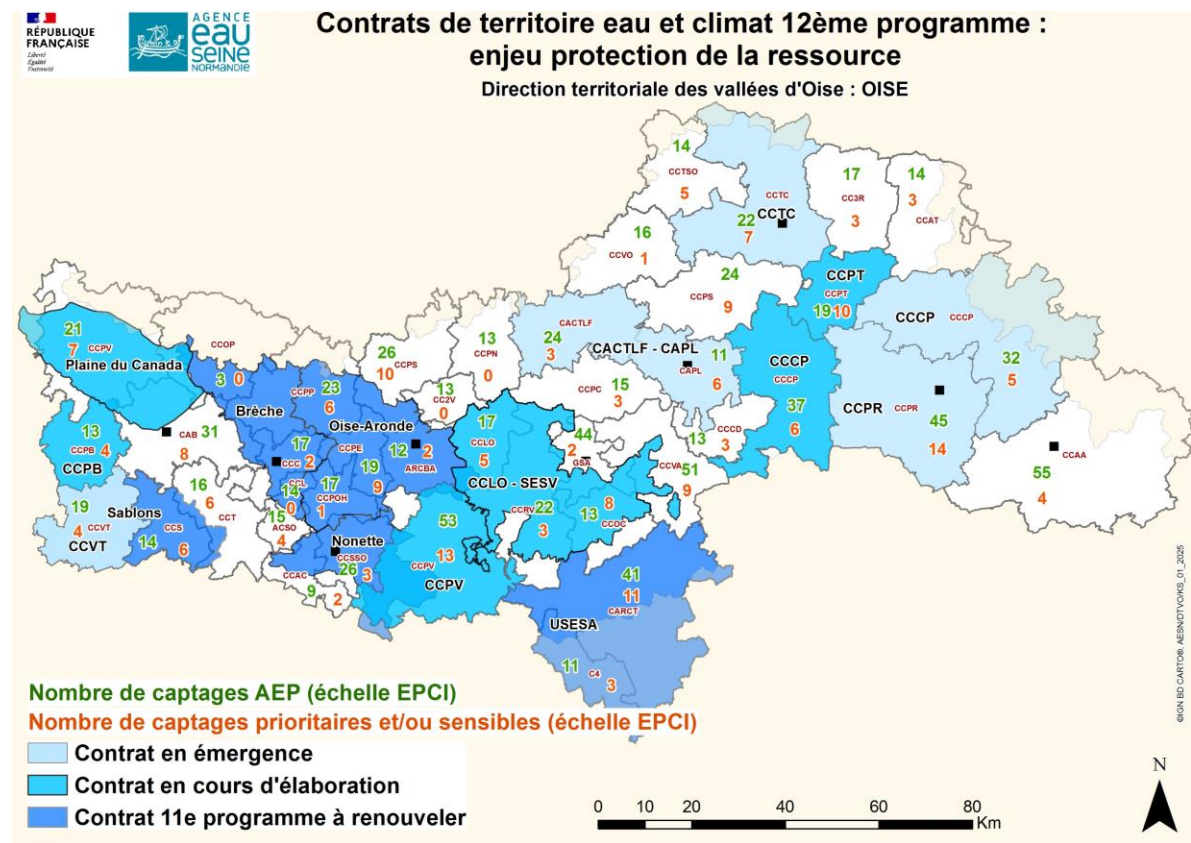 RÉPUBLIQUE
FRANÇAISE
Liberté
Égalité
Fraternité
AGENCE
eau
SEINE
NORMANDIE
Contrats de territoire eau et climat 12ème programme :
enjeu protection de la ressource
Direction territoriale des vallées d'Oise : OISE
14
CCTSO
5
CCTC
22
CCTC
7
17
CC3R
3
14
3
CCAT
16
CCVO
1
24
CCPS
9
CCPT
CCPT
19
10
CCCP
CCCP
32
5
CACTLF
24
3
CACTLF - CAPL
11
CAPL
6
CCCP
CCCP
37
6
CCPR
CCPR
45
14
CCAA
55
4
21
7
CCPV
Plaine du Canada
CCOP
3
0
Brèche
CCPP
23
6
Oise-Aronde
26
CCPS
10
13
CCPN
0
13
CC2V
0
15
CCPC
3
13
CCPB
4
CCPB
CAB
31
8
17
CCC
2
CCPE
19
9
12
2
ARCBA
17
CCLO
5
CCLO - SESV
44
2
GSA
13
CCCD
3
CCVA
51
9
19
4
CCVT
CCVT
Sablons
CCS
14
6
16
6
CCT
CCL
14
0
17
CCPOH
1
15
ACSO
4
Nonette
CCSSO
26
3
CCAC
9
2
53
CCPV
13
CCPV
CCRV
22
3
8
13
CCOC
41
11
CARCT
USESA
11
C4
3
Nombre de captages AEP (échelle EPCI)
Nombre de captages prioritaires et/ou sensibles (échelle EPCI)
Contrat en émergence
Contrat en cours d'élaboration
Contrat 11e programme à renouveler
0 10 20 40 60 80
Km
N
©IGN BD CARTO®. AESN/DTVO/KS_01_2025